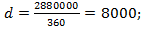 d = 2880000/360 = 8000;